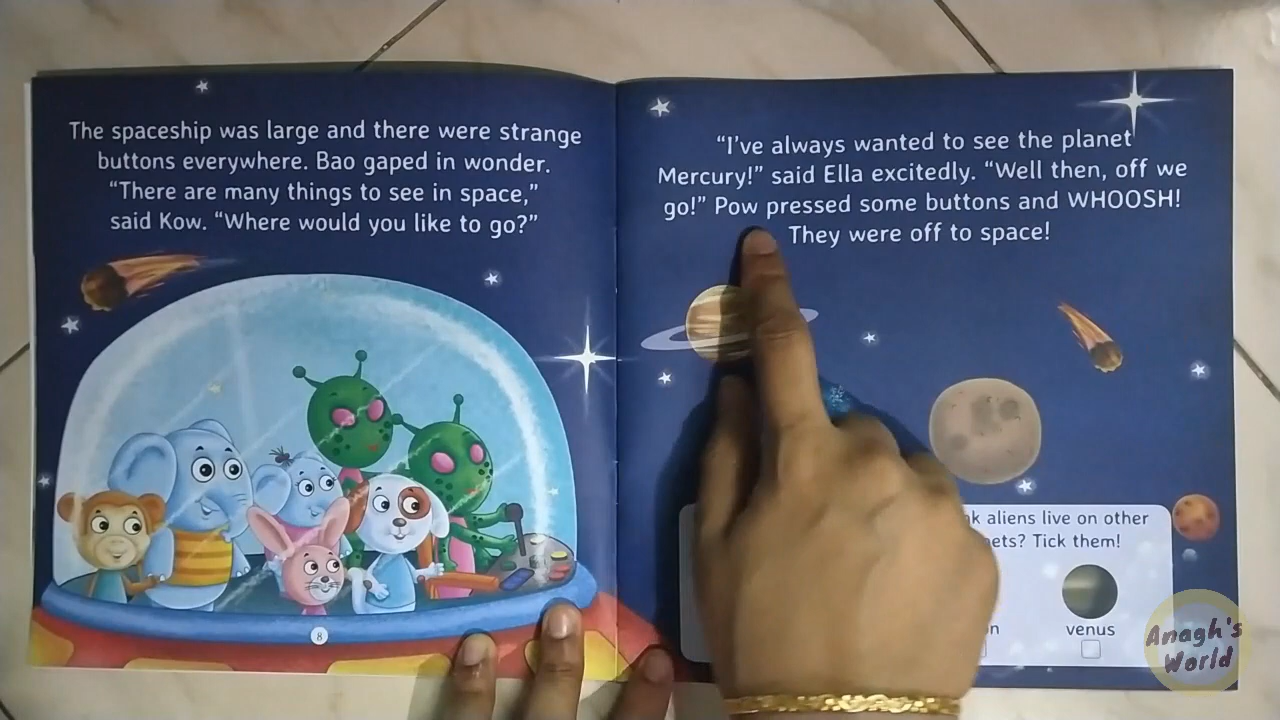 The spaceship was large and there were strange
buttons everywhere. Bao gaped in wonder.
“There are many things to see in space,”
said Kow. “Where would you like to go?”
8
“I’ve always wanted to see the planet
Mercury!” said Ella excitedly. “Well then, off we
go!” Pow pressed some buttons and WHOOSH!
They were off to space!
aliens live on other
Tick them!
venus
Anagh's
World